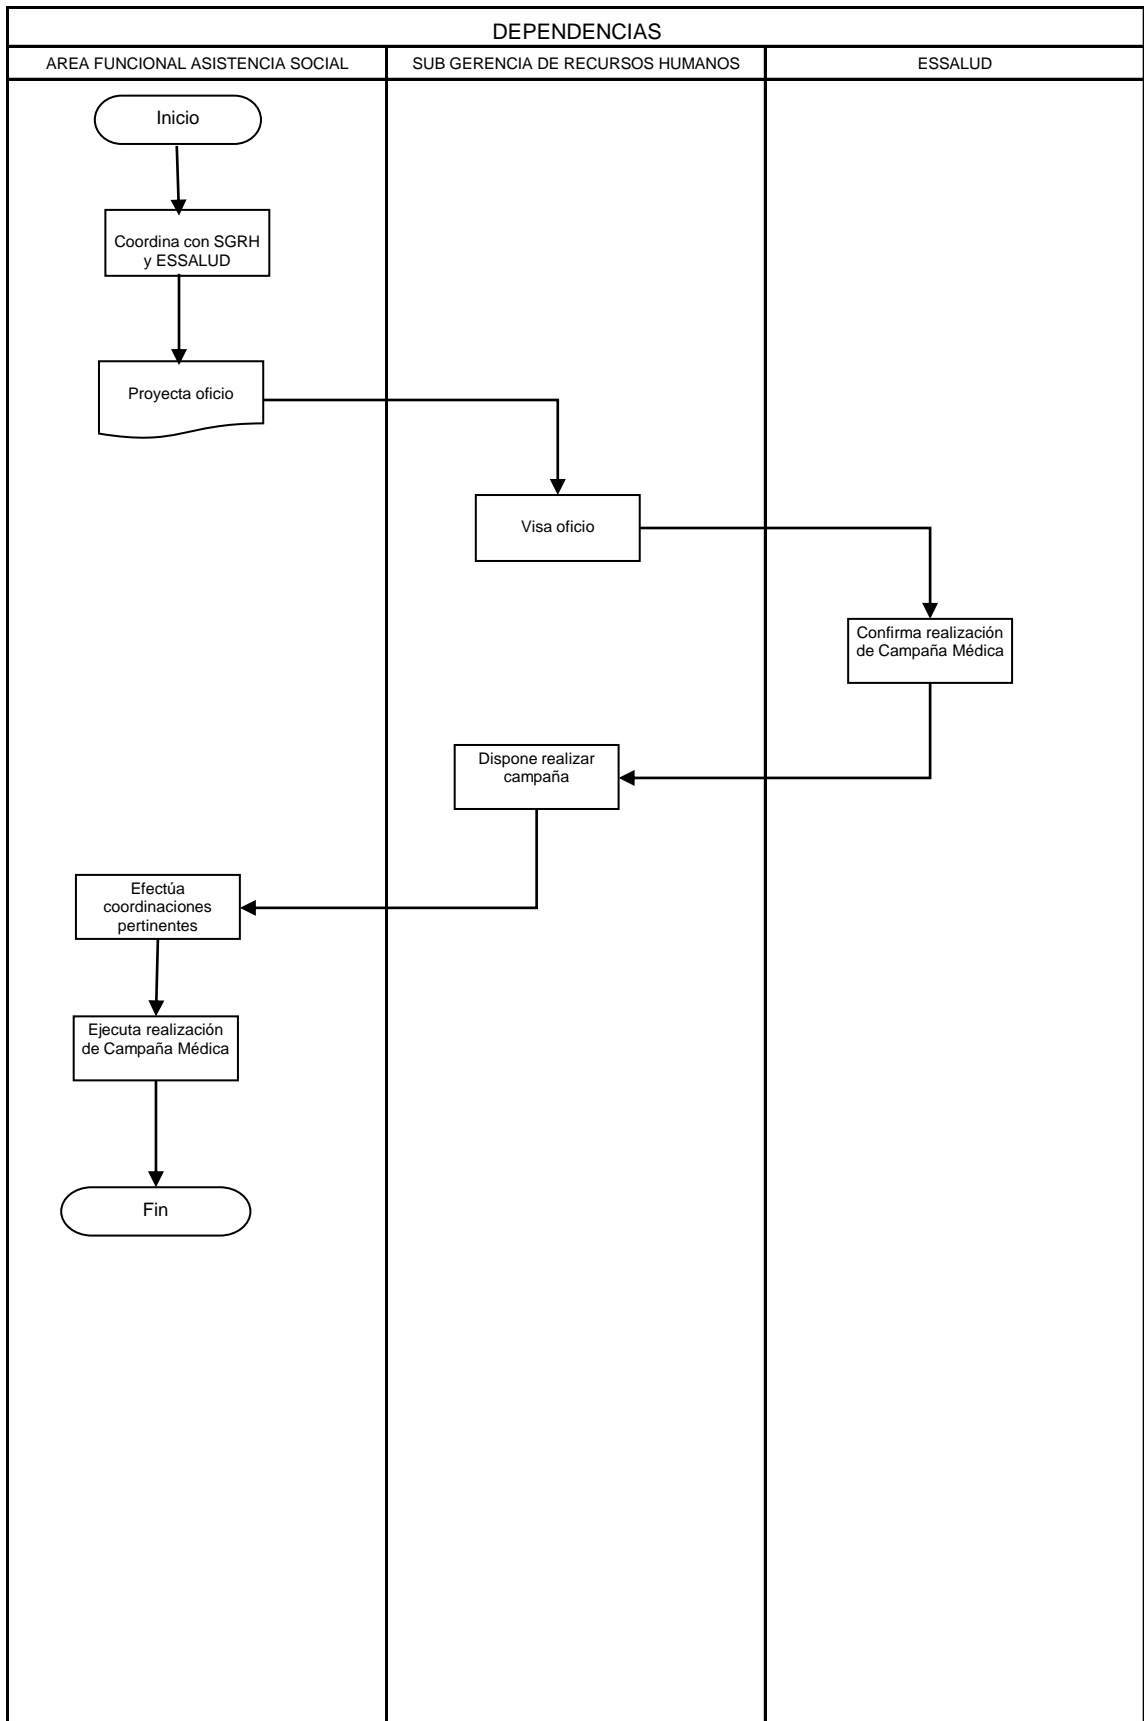 DEPENDENCIAS
AREA FUNCIONAL ASISTENCIA SOCIAL
SUB GERENCIA DE RECURSOS HUMANOS
ESSALUD
Inicio
Coordina con SGRH
y ESSALUD
Proyecta oficio
Visa oficio
Confirma realización
de Campaña Médica
Dispone realizar
campaña
Efectúa
coordinaciones
pertinentes
Ejecuta realización
de Campaña Médica
Fin